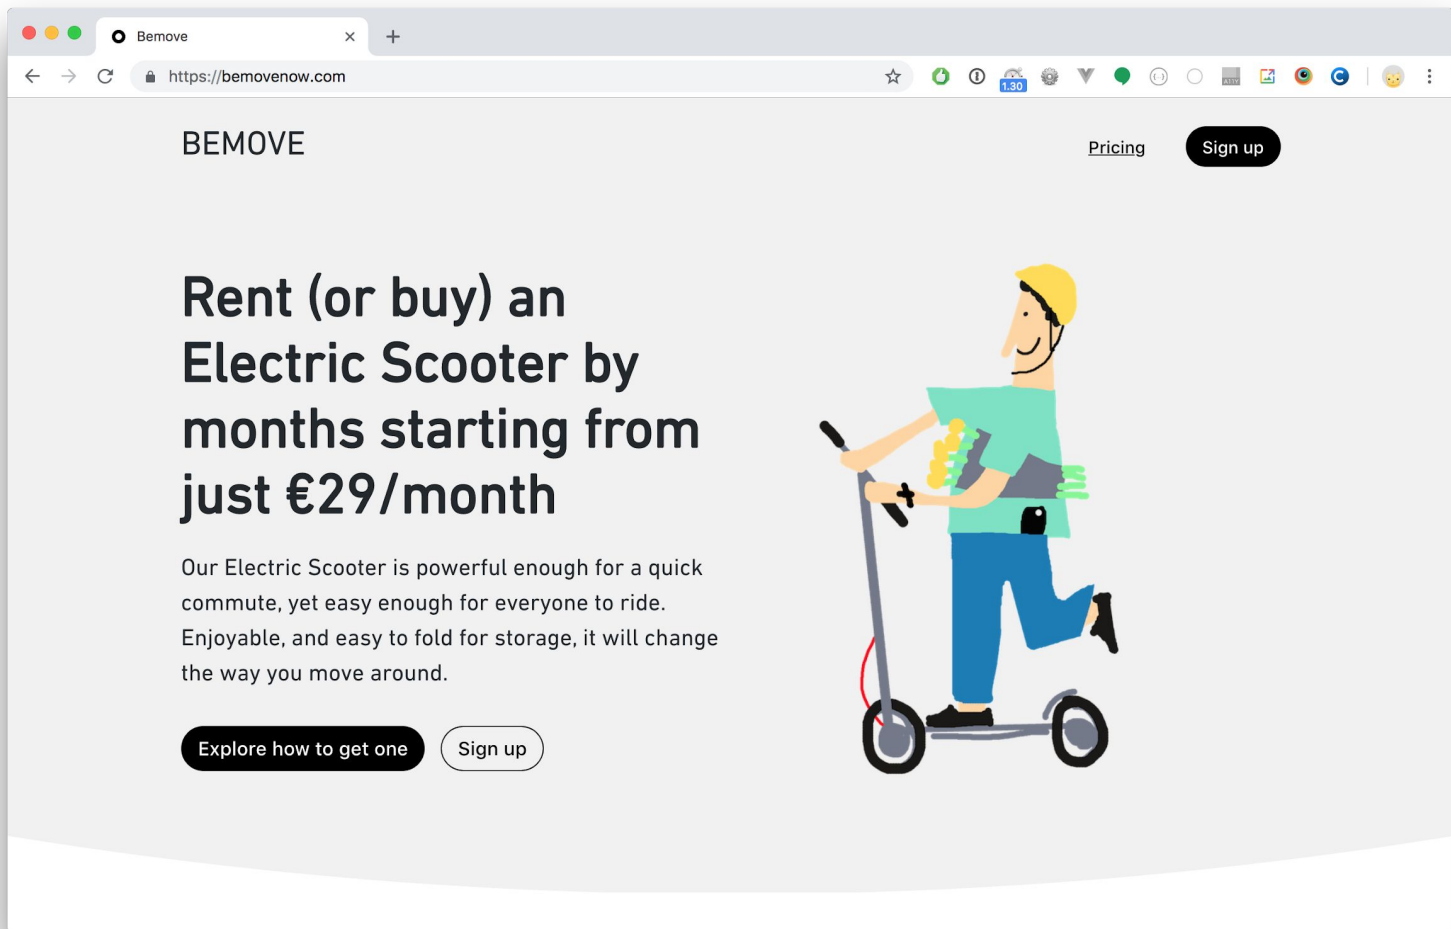 Bemove
https://bemovenow.com
1.30
BEMOVE
Pricing
Sign up
Rent (or buy) an
Electric Scooter by
months starting from
just €29/month
Our Electric Scooter is powerful enough for a quick
commute, yet easy enough for everyone to ride.
Enjoyable, and easy to fold for storage, it will change
the way you move around.
Explore how to get one
Sign up